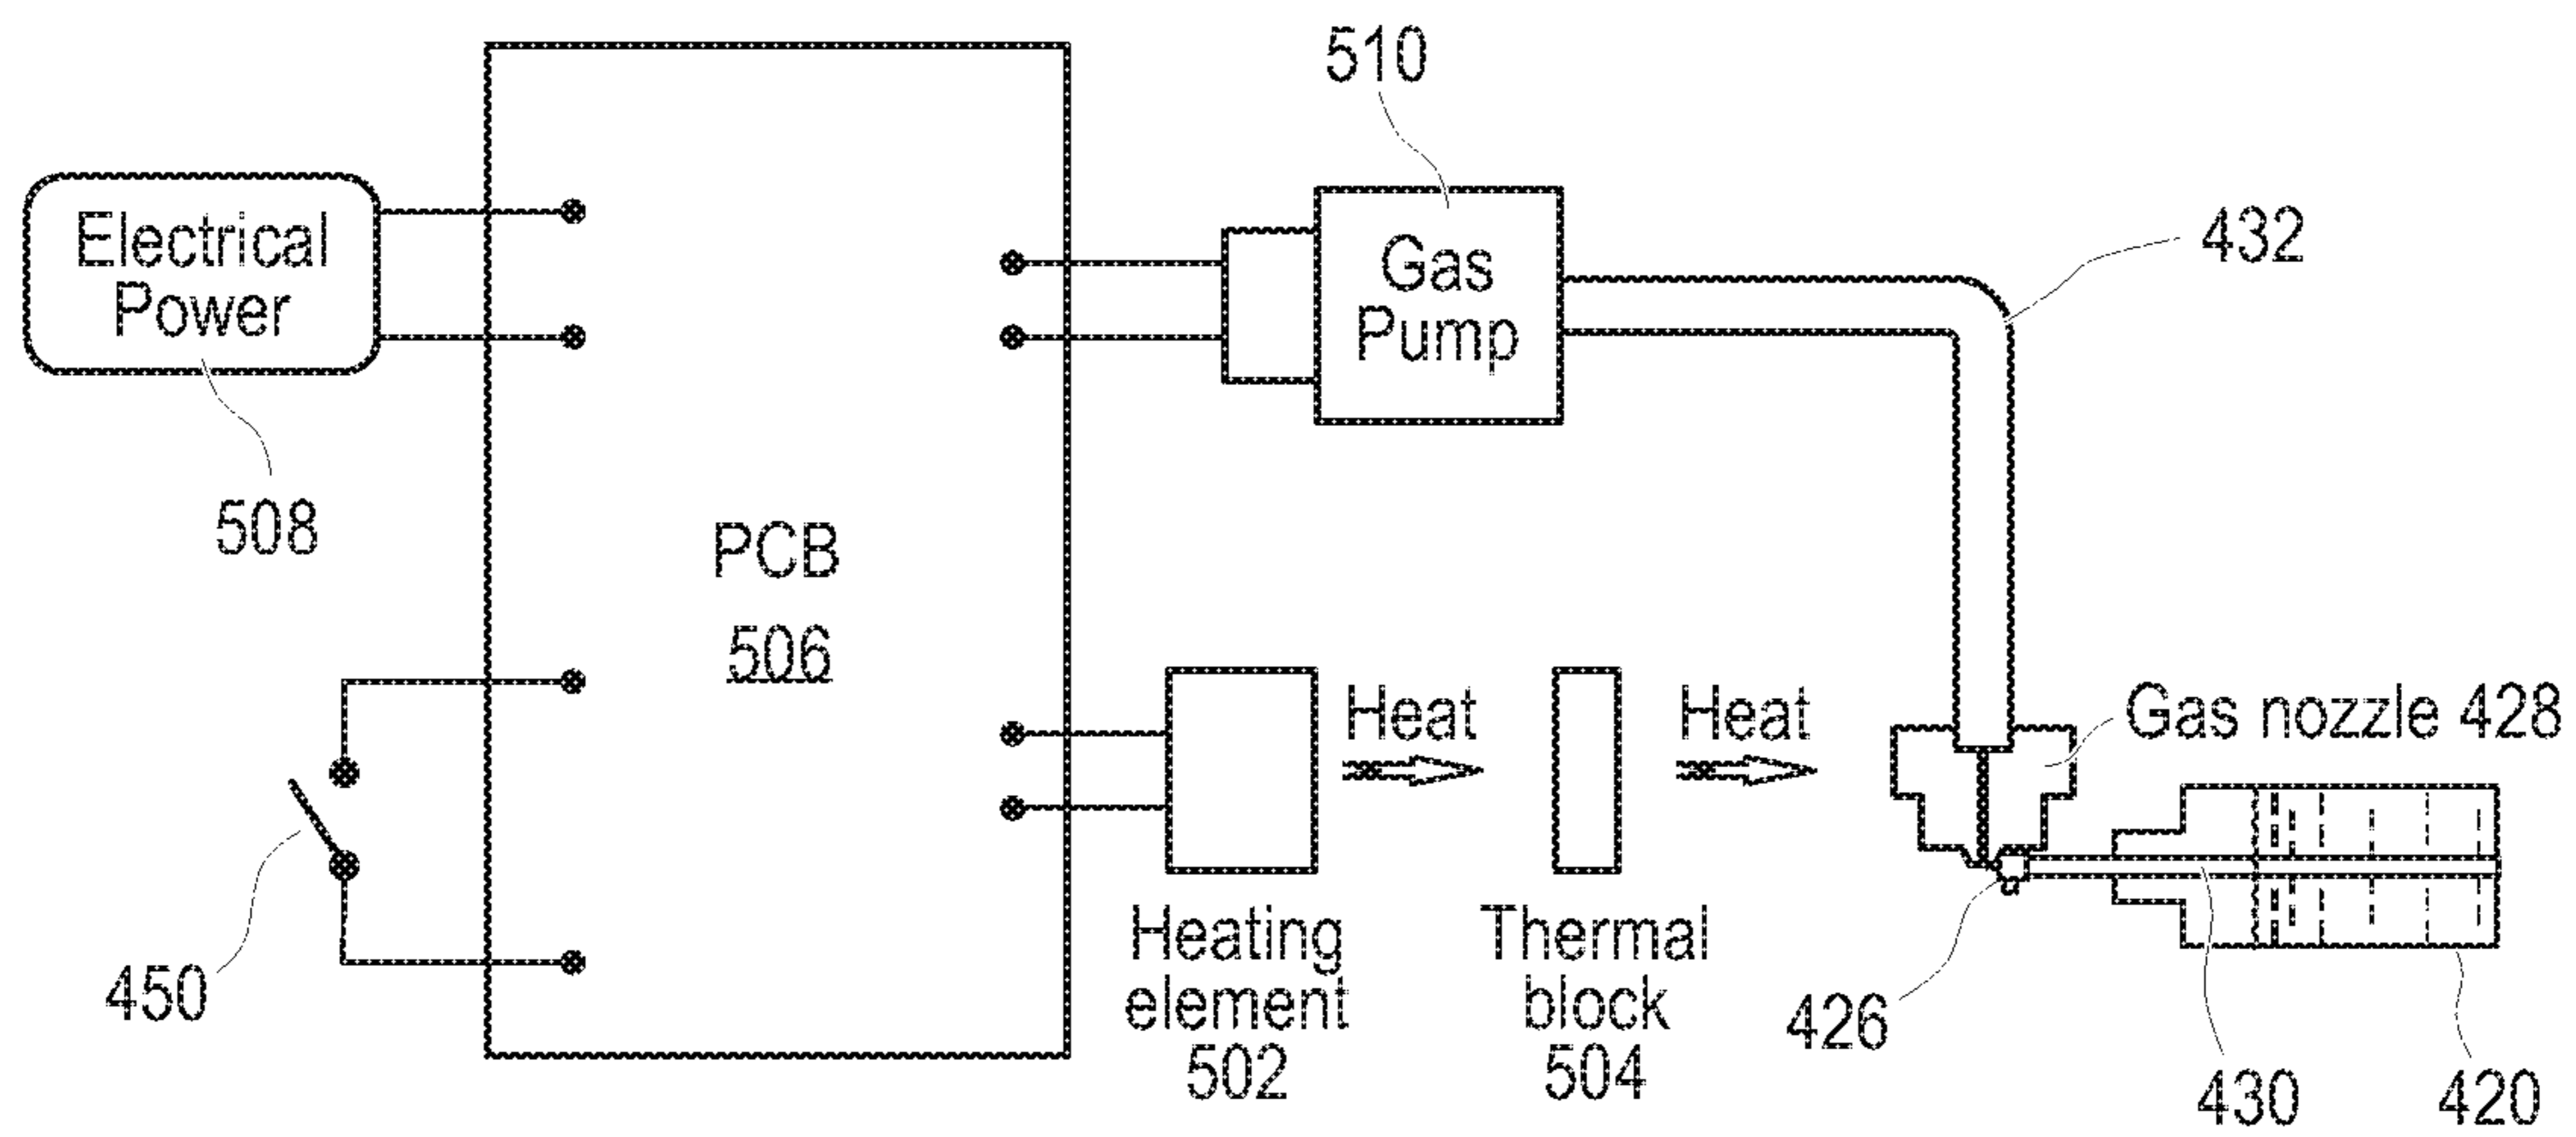 510
432
Electrical
Power
508
Gas
Pump
PCB
506
450
Heat
Heat
Gas nozzle 428
Heating
element
502
Thermal
block
504
426
430
420